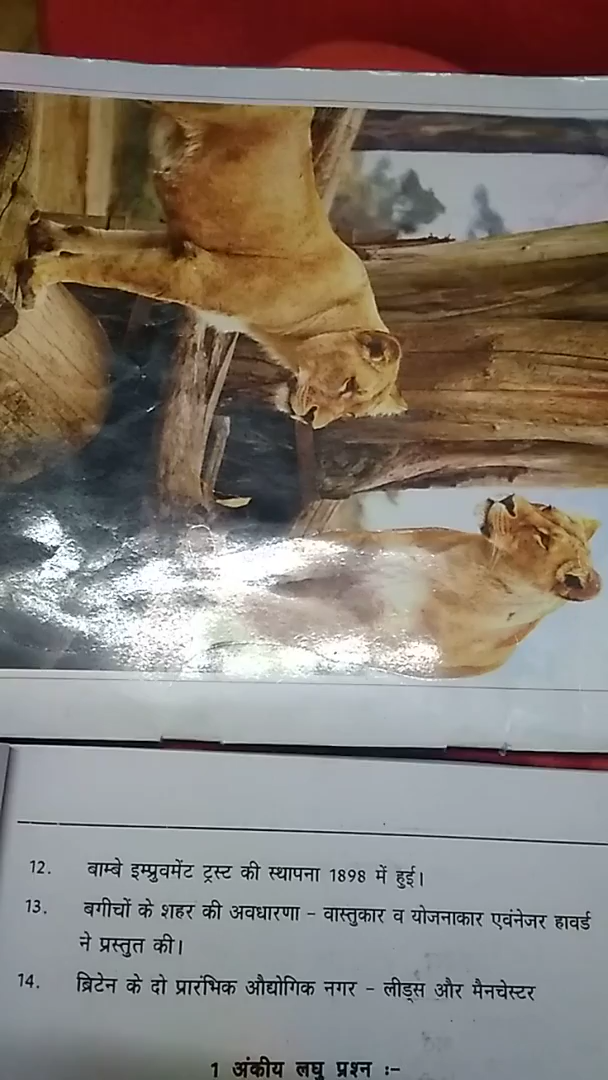 12. बाम्बे इम्प्रुवमेंट ट्रस्ट की स्थापना 1898 में हुई।
13. बगीचों के शहर की अवधारणा – वास्तुकार व योजनाकार एवंनेजर हावर्ड
ने प्रस्तुत की।
14. ब्रिटेन के दो प्रारंभिक औद्योगिक नगर – लीड्स और मैनचेस्टर
1 अंकीय लघु प्रश्न :–